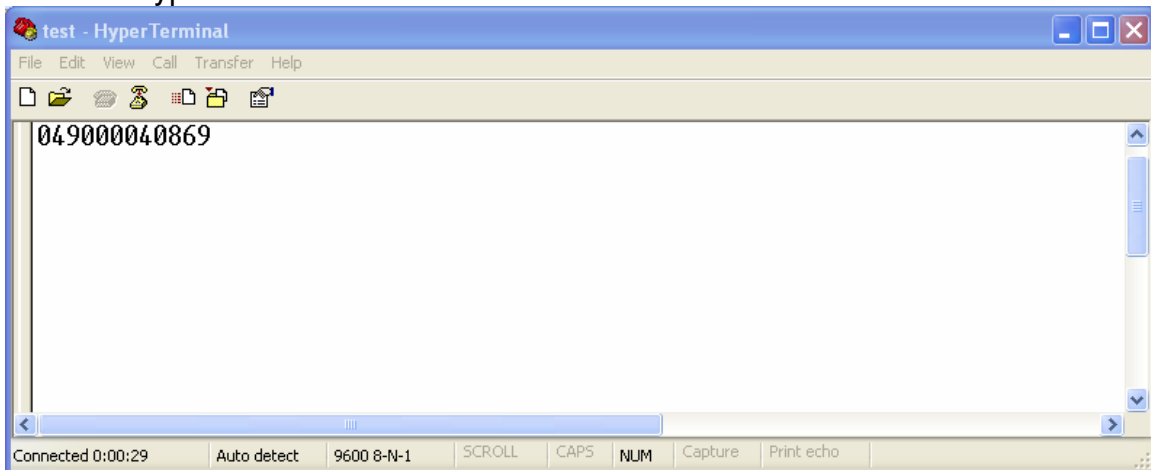 test - HyperTerminal
File Edit View Call Transfer Help
049000040869
Connected 0:00:29 Auto detect 9600 8-N-1 SCROLL CAPS NUM Capture Print echo